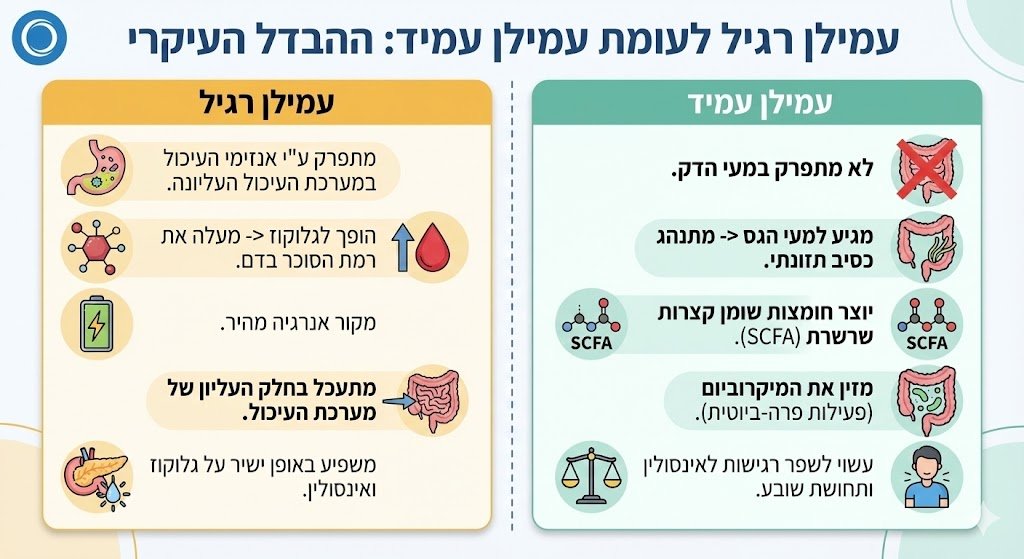 עמילן רגיל לעומת עמילן עמיד: ההבדל העיקרי
עמילן עמיד
לא מתפרק במעי הדק.
מגיע למעי הגס <- מתנהג
כסיב תזונתי.
יוצר חומצות שומן קצרות
שרשרת (SCFA).
SCFA
SCFA
מזין את המיקרוביום
(פעילות פרה-ביוטית).
עשוי לשפר רגישות לאינסולין
ותחושת שובע.
עמילן רגיל
מתפרק ע"י אנזימי העיכול
במערכת העיכול העליונה.
הופך לגלוקוז <- מעלה את
רמת הסוכר בדם.
מקור אנרגיה מהיר.
מתעכל בחלק העליון של
מערכת העיכול.
משפיע באופן ישיר על גלוקוז
ואינסולין.